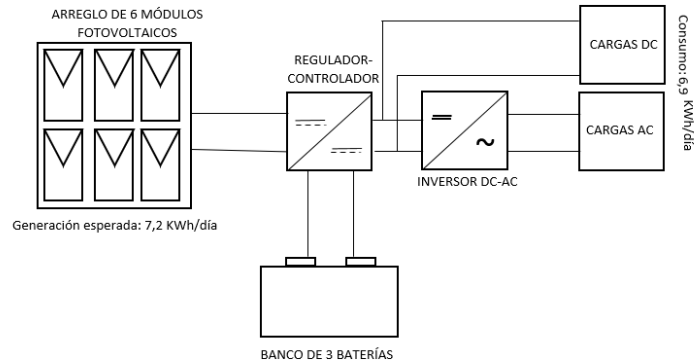 ARREGLO DE 6 MÓDULOS
FOTOVOLTAICOS
REGULADOR-
CONTROLADOR
CARGAS DC
Consumo:6,9 KWh/día
CARGAS AC
INVERSOR DC-AC
Generación esperada: 7,2 KWh/día
BANCO DE 3 BATERÍAS